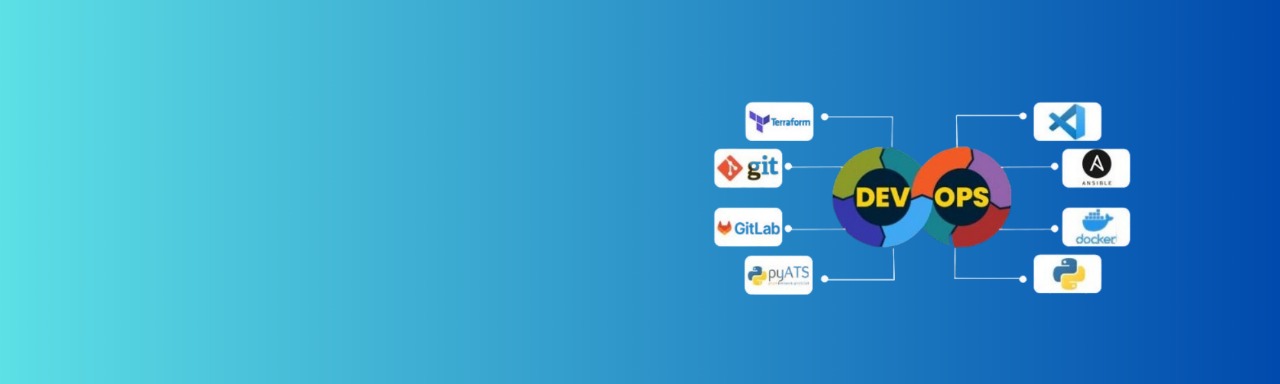 Terraform
git
GitLab
pyATS
DEV
OPS
ANSIBLE
docker